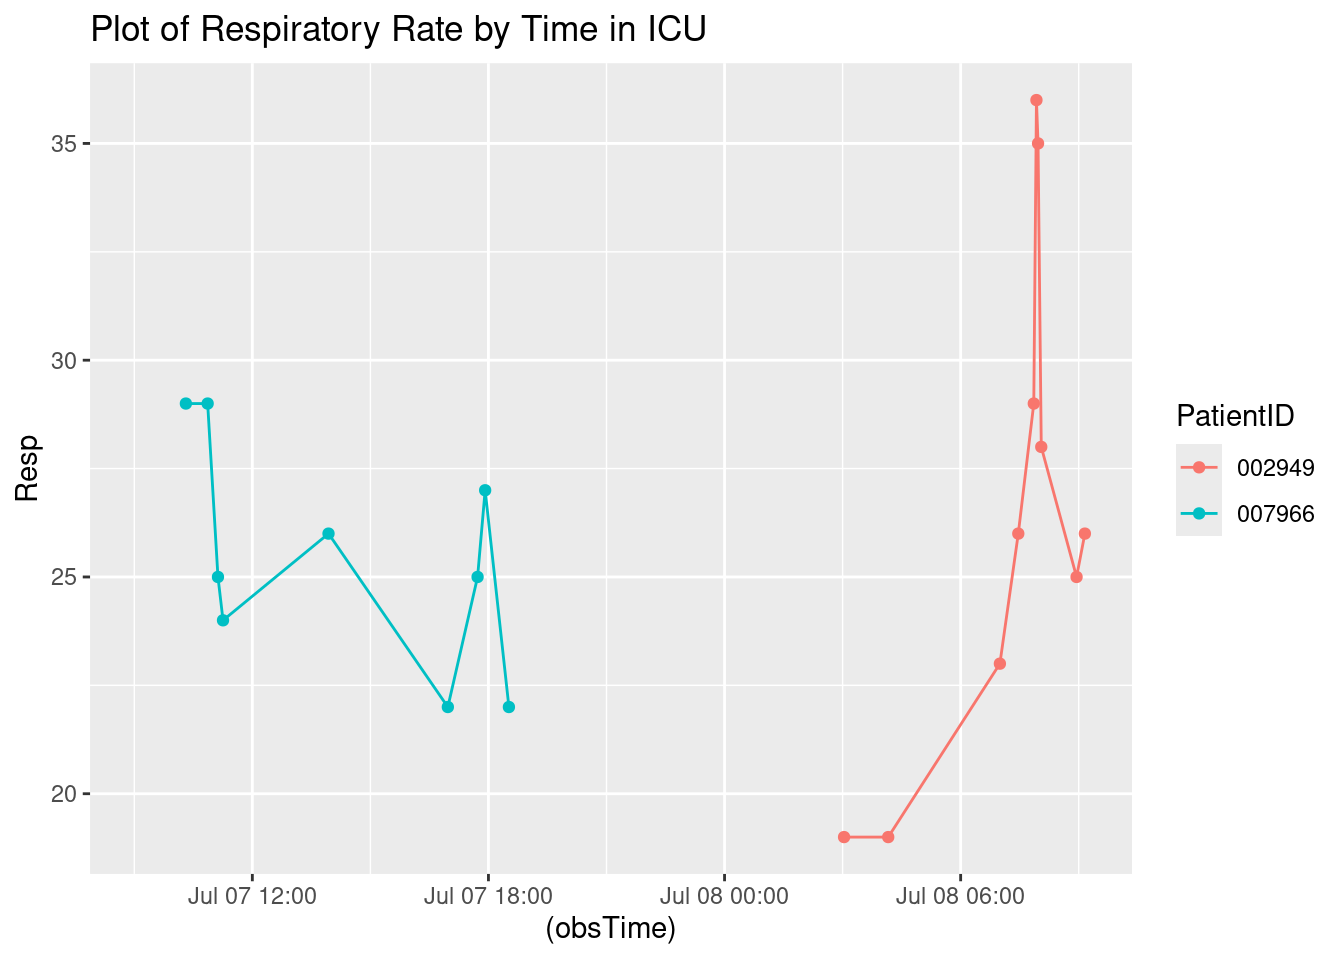 Plot of Respiratory Rate by Time in ICU
35
30
25
20
Resp
Jul 07 12:00
Jul 07 18:00
Jul 08 00:00
Jul 08 06:00
(obsTime)
PatientID
002949
007966